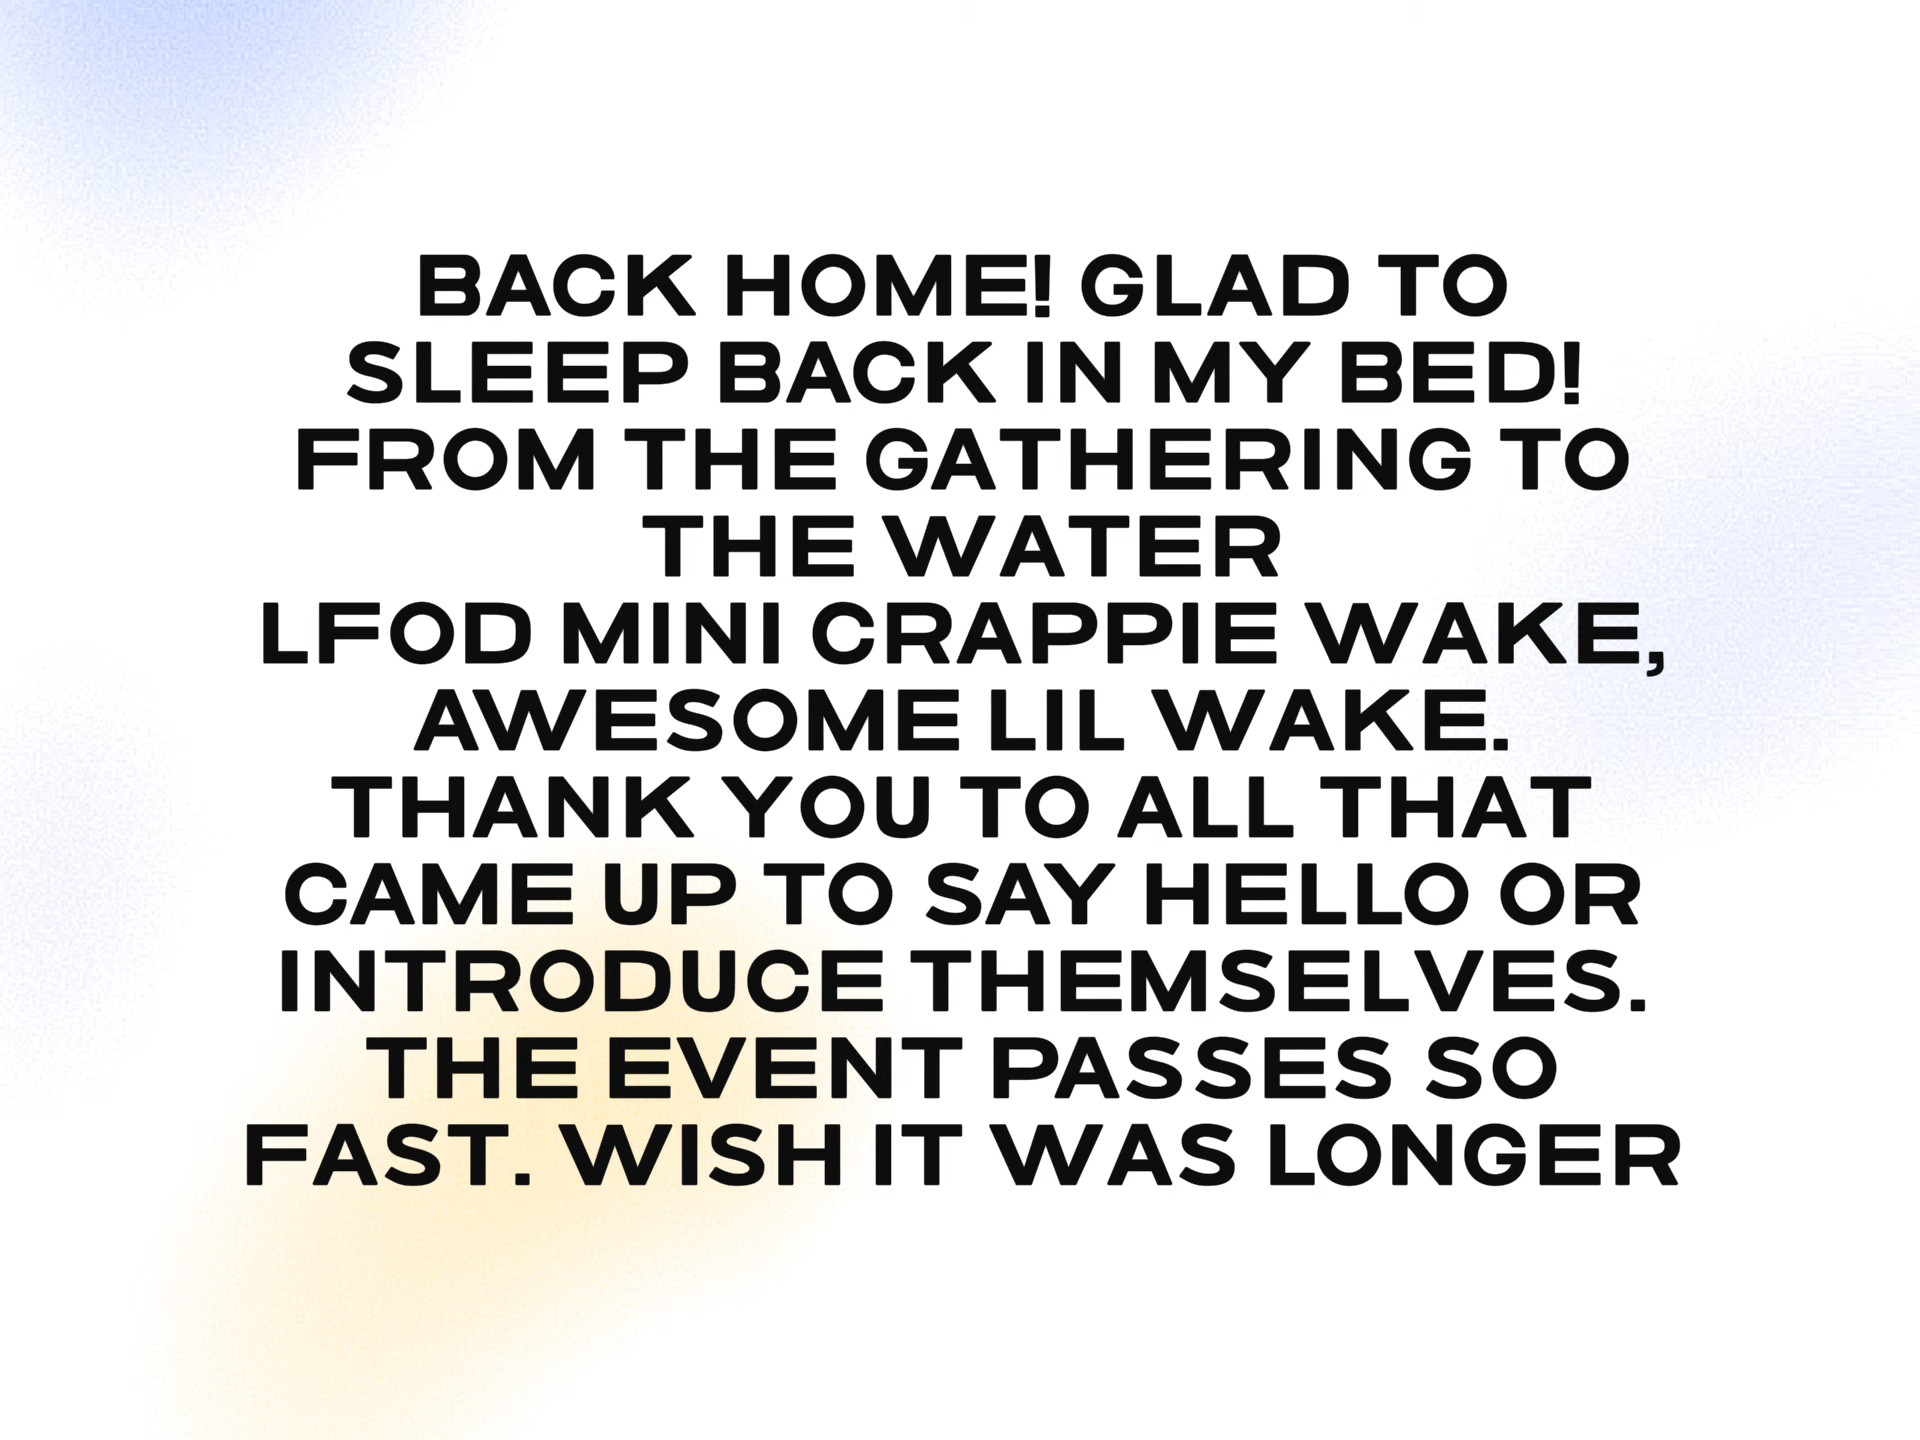 BACK HOME! GLAD TO
SLEEP BACK IN MY BED!
FROM THE GATHERING TO
THE WATER
LFOD MINI CRAPPIE WAKE,
AWESOME LIL WAKE.
THANK YOU TO ALL THAT
CAME UP TO SAY HELLO OR
INTRODUCE THEMSELVES.
THE EVENT PASSES SO
FAST. WISH IT WAS LONGER